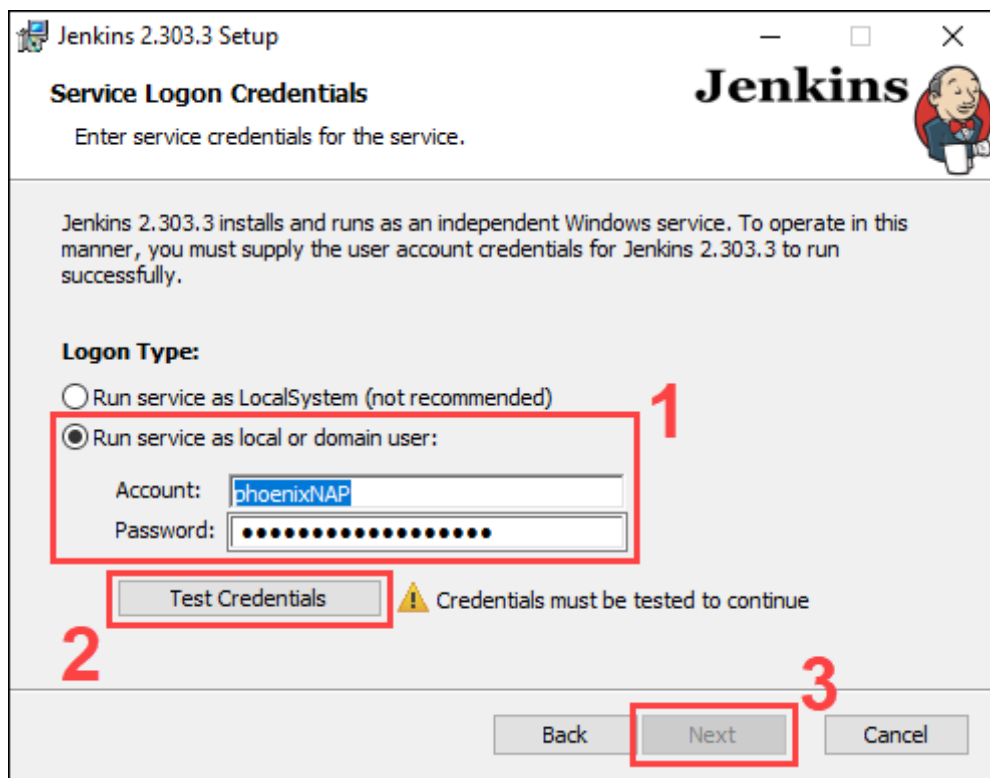 Jenkins 2.303.3 Setup
Service Logon Credentials
Jenkins
Enter service credentials for the service.
Jenkins 2.303.3 installs and runs as an independent Windows service. To operate in this
manner, you must supply the user account credentials for Jenkins 2.303.3 to run
successfully.
Logon Type:
Run service as LocalSystem (not recommended)
1
Run service as local or domain user:
Account: phoenixNAP
Password: ••••••••••••••••••
Test Credentials
Credentials must be tested to continue
2
3
Back
Next
Cancel